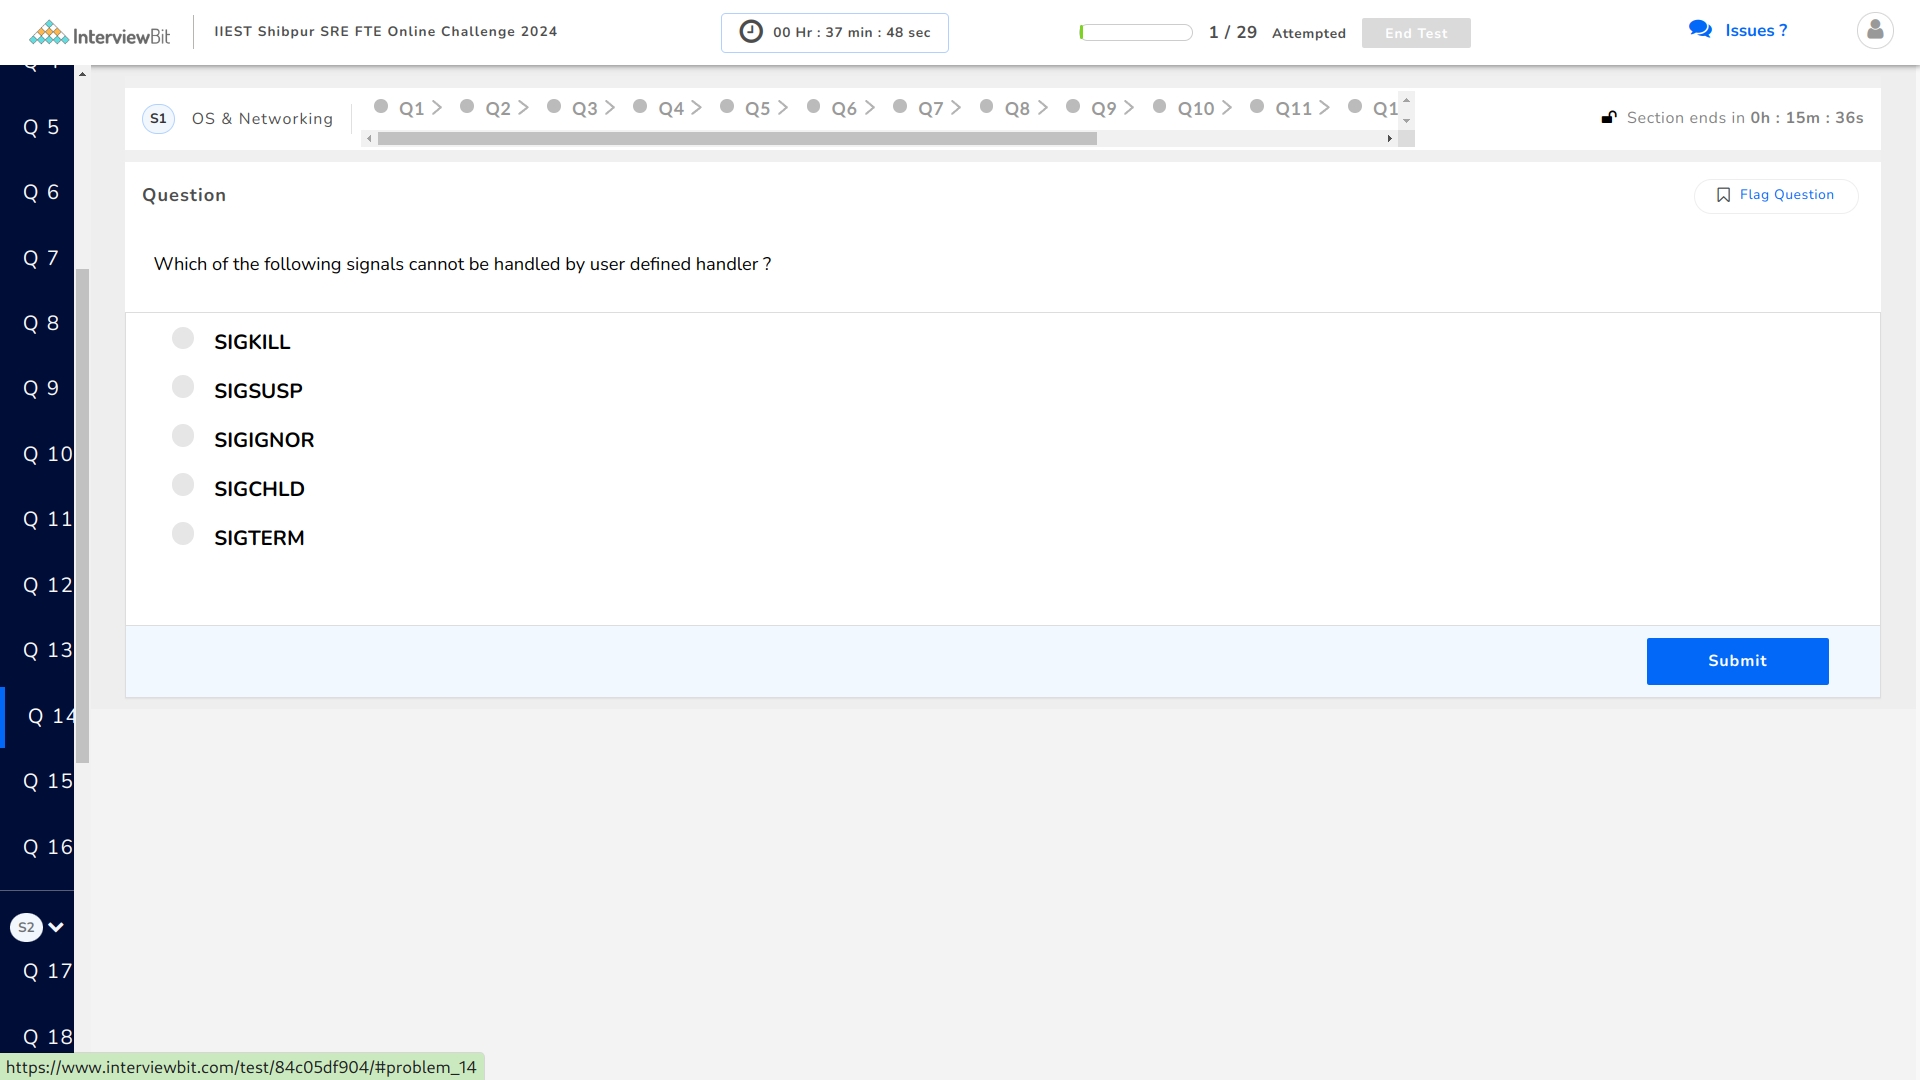 InterviewBit
IIEST Shibpur SRE FTE Online Challenge 2024
00 Hr : 37 min : 48 sec
1 / 29 Attempted
End Test
Issues ?
S1 OS & Networking
Q1 Q2 Q3 Q4 Q5 Q6 Q7 Q8 Q9 Q10 Q11 Q1
Section ends in 0h : 15m : 36s
Question
Flag Question
Which of the following signals cannot be handled by user defined handler ?
SIGKILL
SIGSUSP
SIGIGNOR
SIGCHLD
SIGTERM
Submit
Q 5
Q 6
Q 7
Q 8
Q 9
Q 10
Q 11
Q 12
Q 13
Q 14
Q 15
Q 16
S2
Q 17
Q 18
https://www.interviewbit.com/test/84c05df904/#problem_14